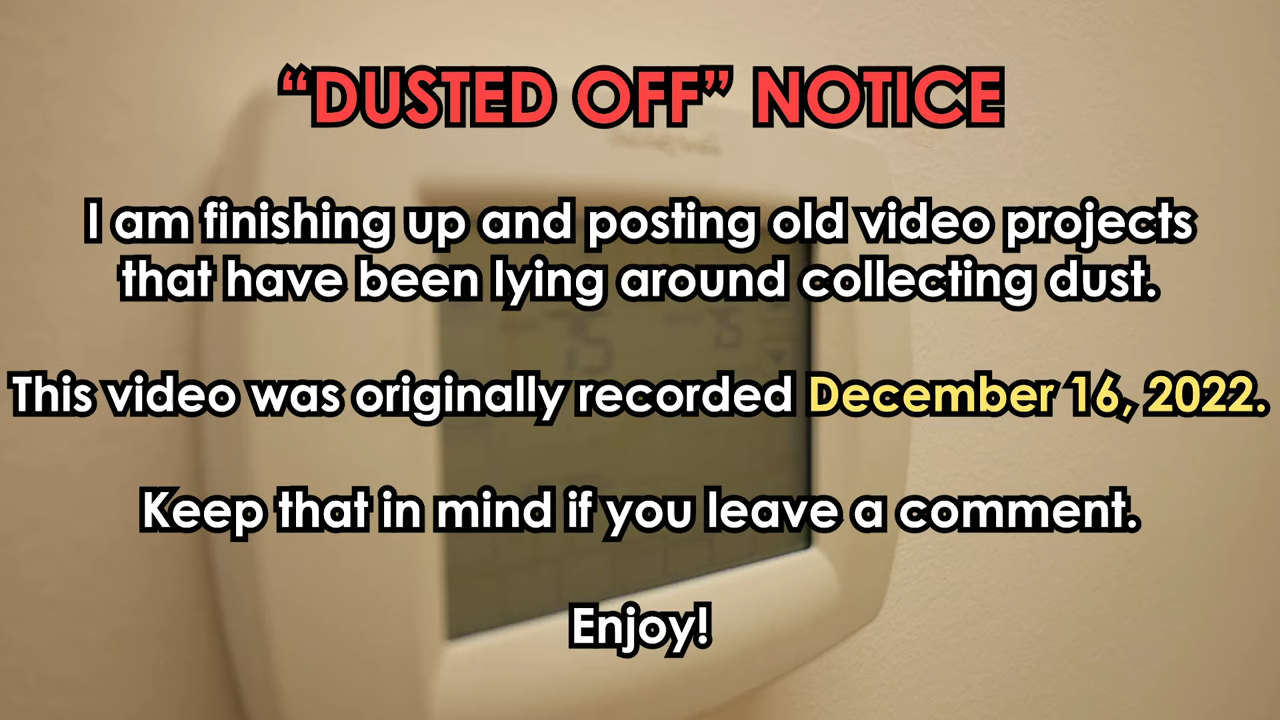 “DUSTED OFF” NOTICE
I am finishing up and posting old video projects
that have been lying around collecting dust.
This video was originally recorded December 16, 2022.
Keep that in mind if you leave a comment.
Enjoy!